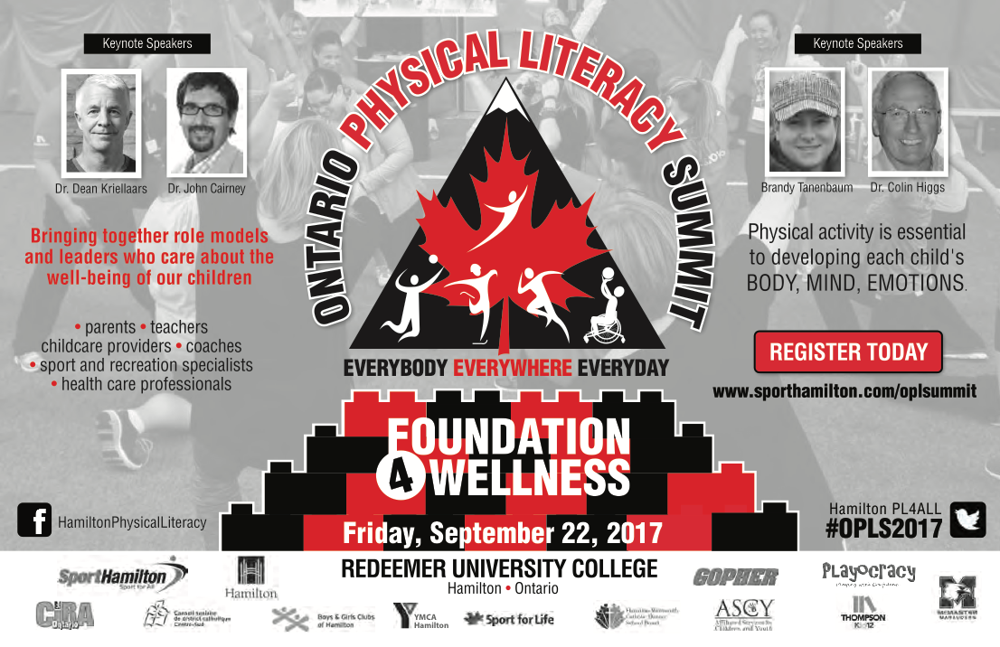 Keynote Speakers
Dr. Dean Kriellaars
Dr. John Cairney
Bringing together role models
and leaders who care about the
well-being of our children
• parents • teachers
childcare providers • coaches
• sport and recreation specialists
• health care professionals
HamiltonPhysicalLiteracy
ONTARIO PHYSICAL LITERACY SUMMIT
EVERYBODY EVERYWHERE EVERYDAY
FOUNDATION
4 WELLNESS
Friday, September 22, 2017
REDEEMER UNIVERSITY COLLEGE
Hamilton • Ontario
Keynote Speakers
Brandy Tanenbaum
Dr. Colin Higgs
Physical activity is essential
to developing each child's
BODY, MIND, EMOTIONS.
REGISTER TODAY
www.sporthamilton.com/oplsummit
Hamilton PL4ALL
#OPLS2017
SportHamilton
Sport for All
Hamilton
GOPHER
PLayocracy
CIRA
Ontario
Conseil scolaire
de district catholique
Centre-Sud
Boys & Girls Clubs
of Hamilton
YMCA
Hamilton
Sport for Life
Hamilton-Wentworth
Catholic District
School Board
ASCY
Affiliated Services for
Children and Youth
THOMPSON
MCMASTER
MARAUDERS